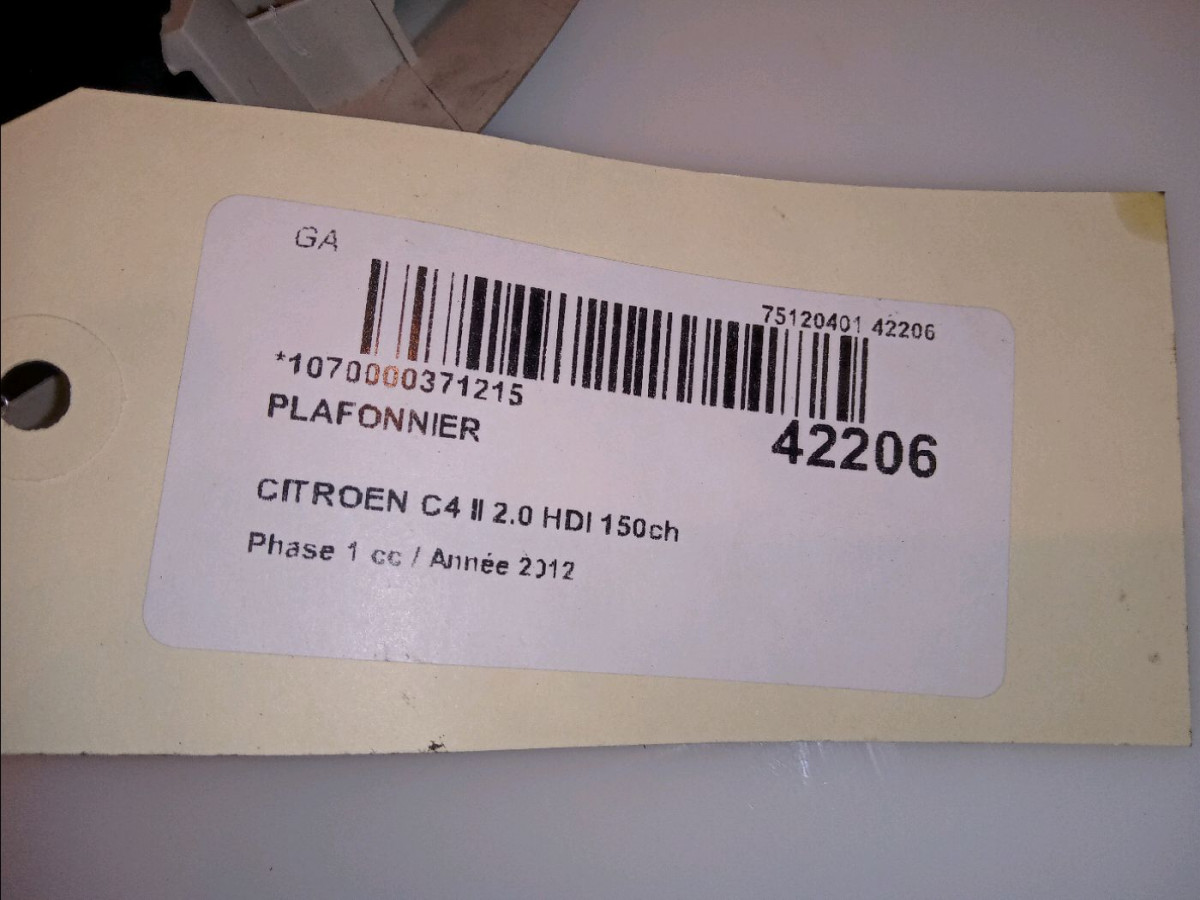 GA
75120401 42206
*1070000371215
PLAFONNIER
42206
CITROEN C4 II 2.0 HDI 150ch
Phase 1 cc / Année 2012